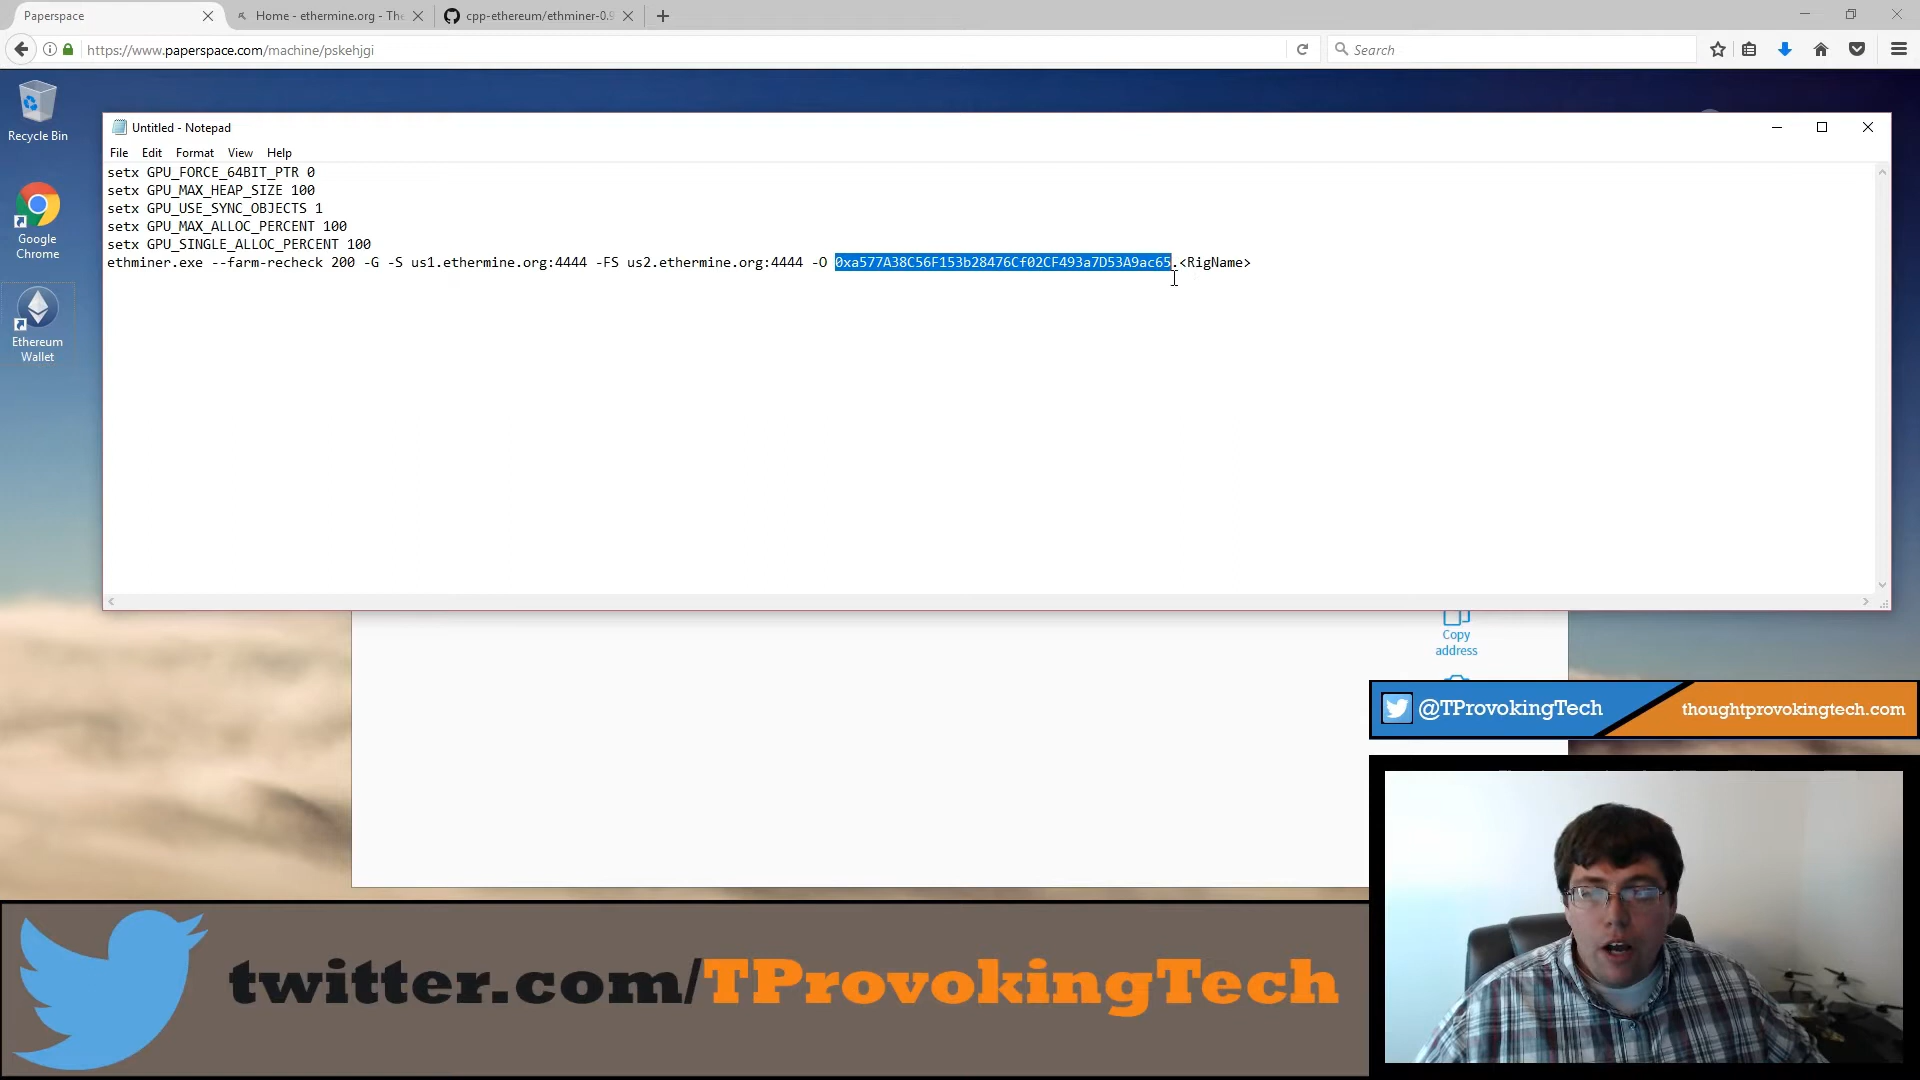 Paperspace
Home - ethermine.org - The
cpp-ethereum/ethminer-0.9
https://www.paperspace.com/machine/pskehjgi
Search
Recycle Bin
Google
Chrome
Ethereum
Wallet
Untitled - Notepad
File Edit Format View Help
setx GPU_FORCE_64BIT_PTR 0
setx GPU_MAX_HEAP_SIZE 100
setx GPU_USE_SYNC_OBJECTS 1
setx GPU_MAX_ALLOC_PERCENT 100
setx GPU_SINGLE_ALLOC_PERCENT 100
ethminer.exe --farm-recheck 200 -G -S us1.ethermine.org:4444 -FS us2.ethermine.org:4444 -O 0xa577A38C56F153b28476Cf02CF493a7D53A9ac65.<RigName>
Copy
address
@TProvokingTech
thoughtprovokingtech.com
twitter.com/TProvokingTech